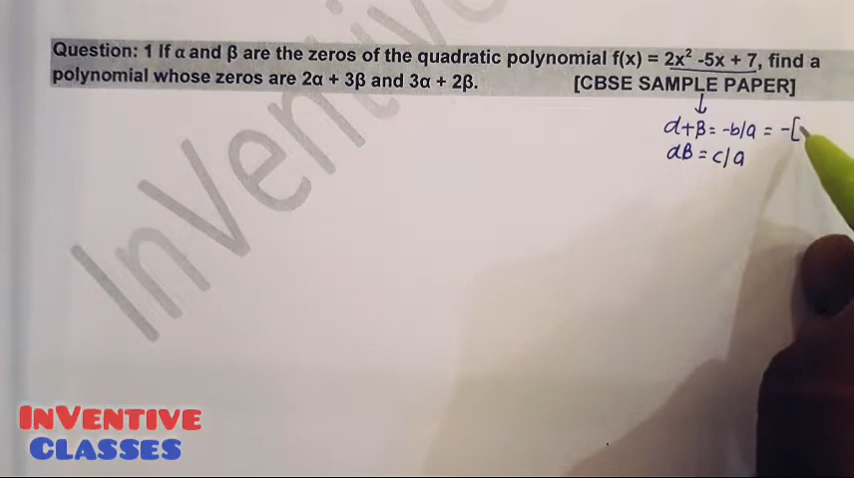 Question: 1 If α and β are the zeros of the quadratic polynomial f(x) = 2x² -5x + 7, find a
polynomial whose zeros are 2α + 3β and 3α + 2β. [CBSE SAMPLE PAPER]
↓
α+β = -b/a = -[
αβ = c/a
InVentive
INVENTIVE
CLASSES